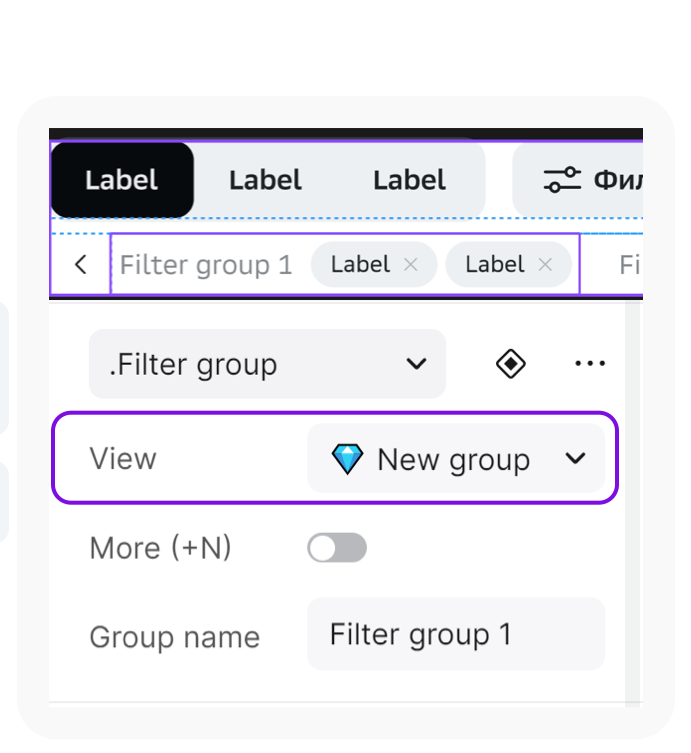 Label Label Label Фил
Filter group 1 Label Label Fi
.Filter group
View New group
More (+N)
Group name Filter group 1